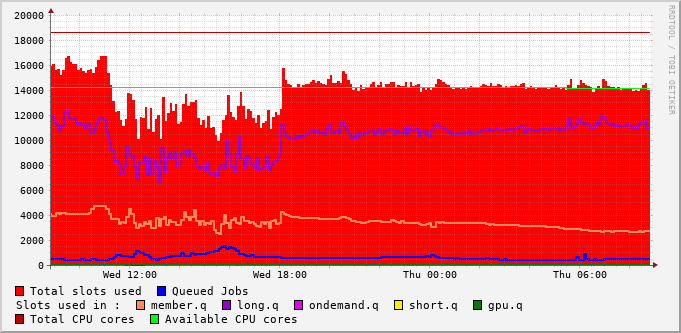 20000
18000
16000
14000
12000
10000
8000
6000
4000
2000
0
Wed 12:00 Wed 18:00 Thu 00:00 Thu 06:00
RRDTOOL / TOBI OETIKER
Total slots used Queued Jobs
Slots used in : member.q long.q ondemand.q short.q gpu.q
Total CPU cores Available CPU cores